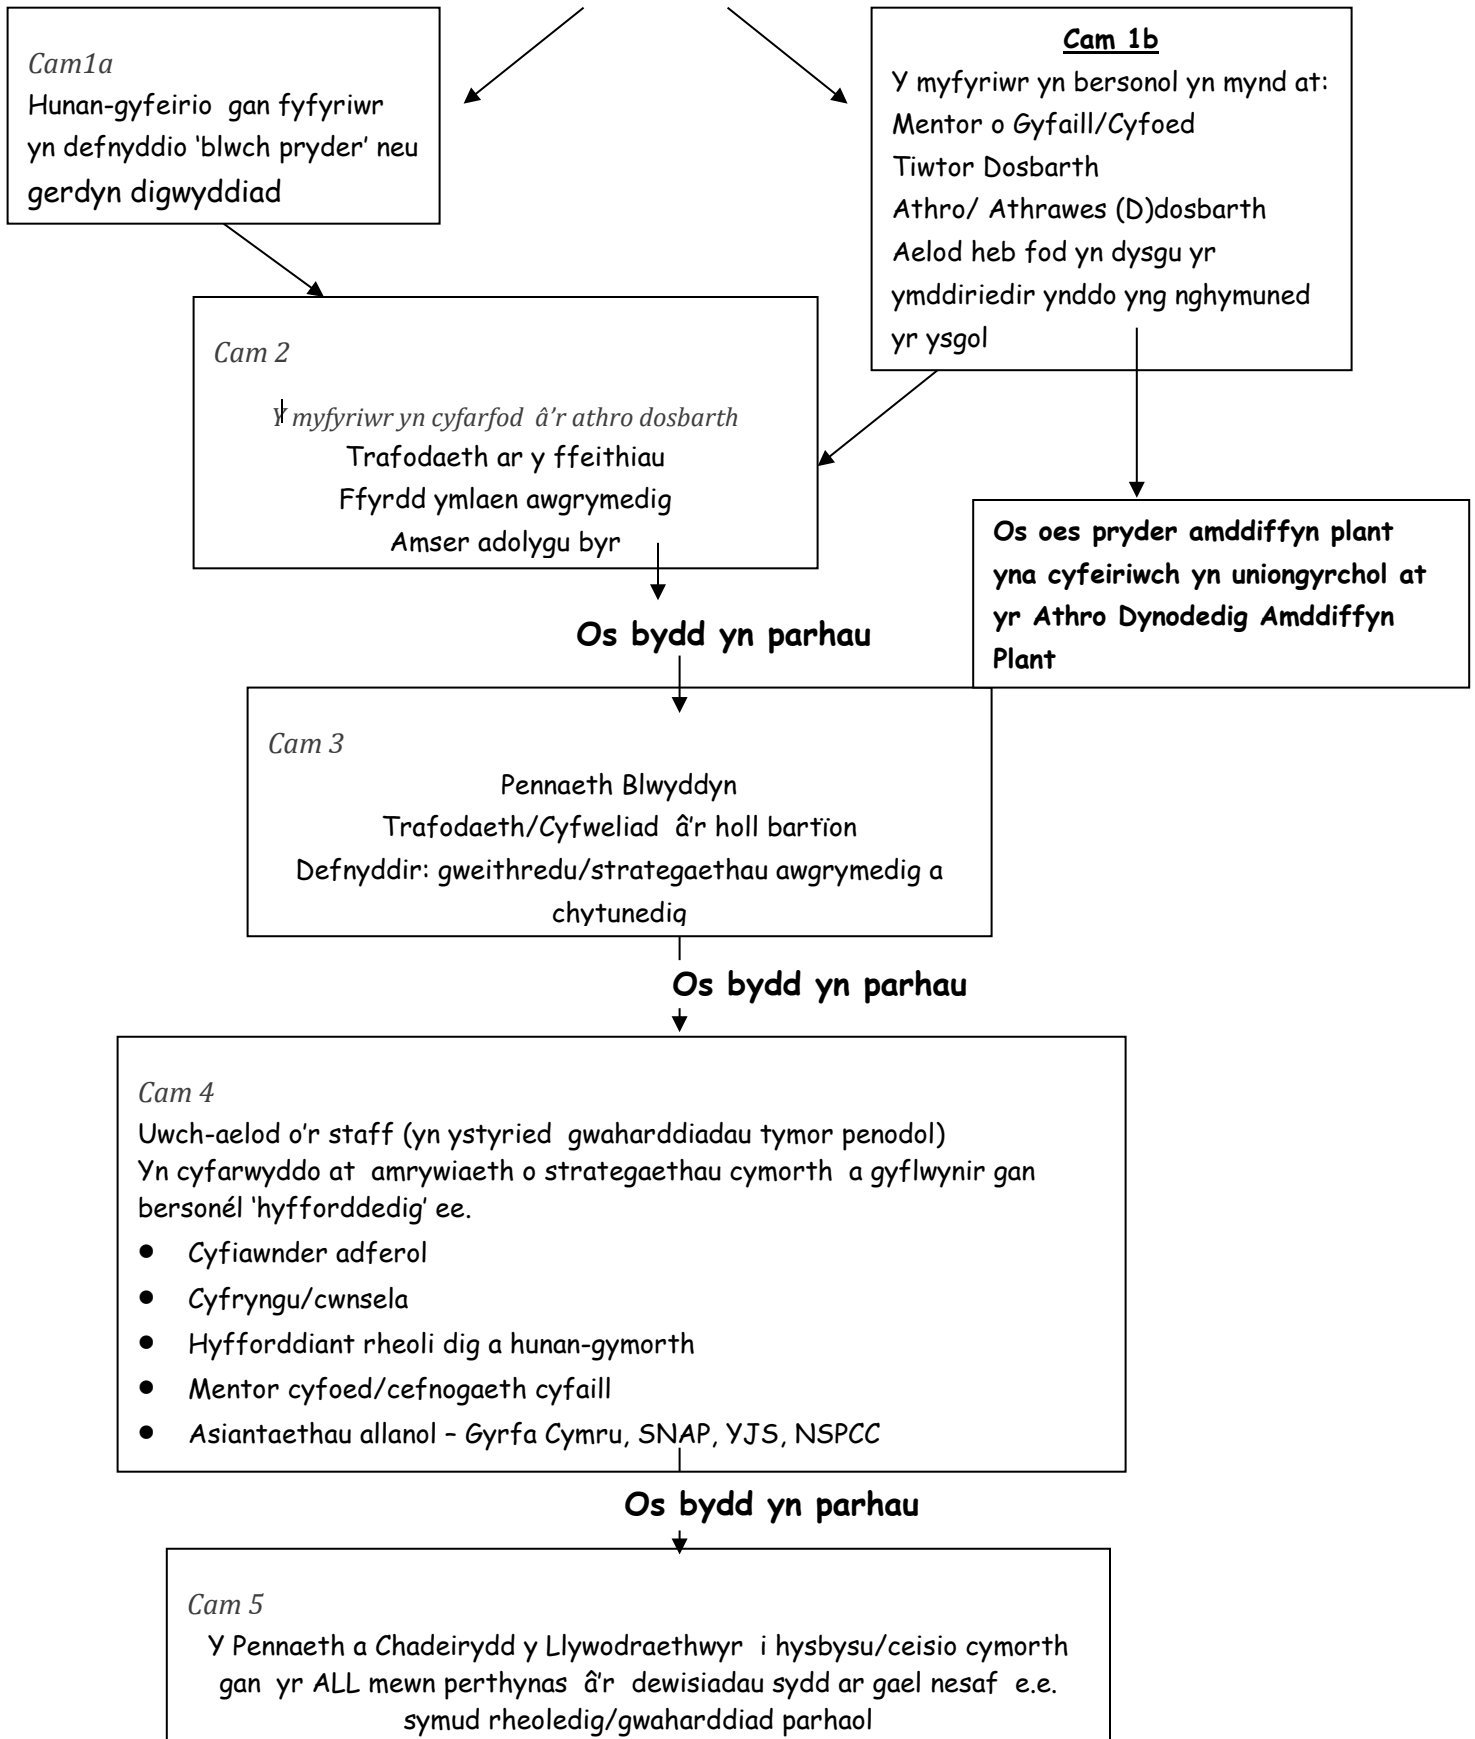 Cam1a
Hunan-gyfeirio gan fyfyriwr
yn defnyddio ‘blwch pryder’ neu
gerdyn digwyddiad
Cam 1b
Y myfyriwr yn bersonol yn mynd at:
Mentor o Gyfaill/Cyfoed
Tiwtor Dosbarth
Athro/ Athrawes (D)dosbarth
Aelod heb fod yn dysgu yr
ymddiriedir ynddo yng nghymuned
yr ysgol
Cam 2
Y myfyriwr yn cyfarfod â’r athro dosbarth
Trafodaeth ar y ffeithiau
Ffyrdd ymlaen awgrymedig
Amser adolygu byr
Os oes pryder amddiffyn plant
yna cyfeiriwch yn uniongyrchol at
yr Athro Dynodedig Amddiffyn
Plant
Os bydd yn parhau
Cam 3
Pennaeth Blwyddyn
Trafodaeth/Cyfweliad â’r holl bartïon
Defnyddir: gweithredu/strategaethau awgrymedig a
chytunedig
Os bydd yn parhau
Cam 4
Uwch-aelod o’r staff (yn ystyried gwaharddiadau tymor penodol)
Yn cyfarwyddo at amrywiaeth o strategaethau cymorth a gyflwynir gan
bersonél ‘hyfforddedig’ ee.
● Cyfiawnder adferol
● Cyfryngu/cwnsela
● Hyfforddiant rheoli dig a hunan-gymorth
● Mentor cyfoed/cefnogaeth cyfaill
● Asiantaethau allanol – Gyrfa Cymru, SNAP, YJS, NSPCC
Os bydd yn parhau
Cam 5
Y Pennaeth a Chadeirydd y Llywodraethwyr i hysbysu/ceisio cymorth
gan yr ALL mewn perthynas â’r dewisiadau sydd ar gael nesaf e.e.
symud rheoledig/gwaharddiad parhaol